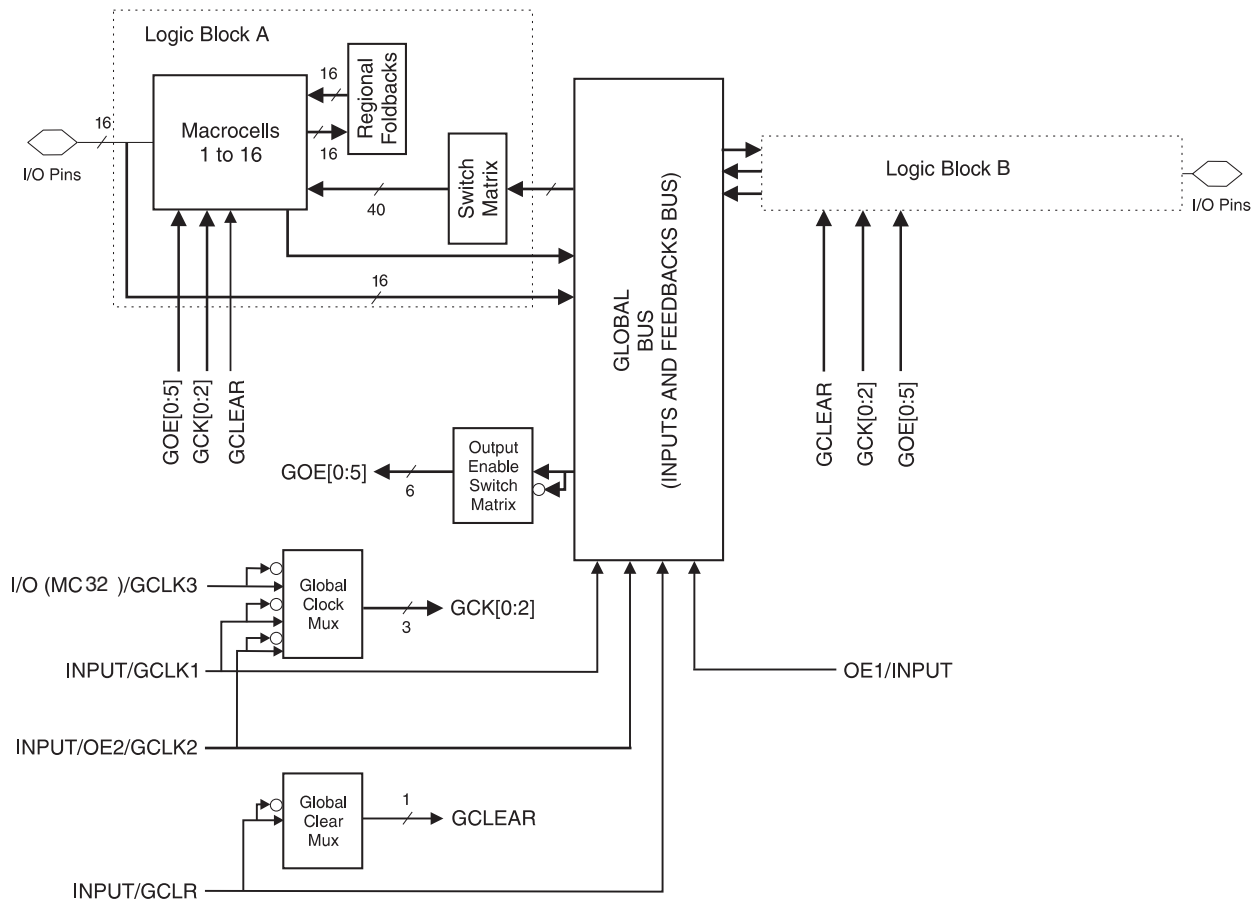 Logic Block A
16
Regional
Foldbacks
16
Macrocells
1 to 16
16
I/O Pins
40
Switch
Matrix
16
GOE[0:5]
GCK[0:2]
GCLEAR
GLOBAL
BUS
(INPUTS AND FEEDBACKS BUS)
Logic Block B
I/O Pins
GCLEAR
GCK[0:2]
GOE[0:5]
GOE[0:5]
6
Output
Enable
Switch
Matrix
I/O (MC32 )/GCLK3
Global
Clock
Mux
3
GCK[0:2]
INPUT/GCLK1
OE1/INPUT
INPUT/OE2/GCLK2
Global
Clear
Mux
1
GCLEAR
INPUT/GCLR